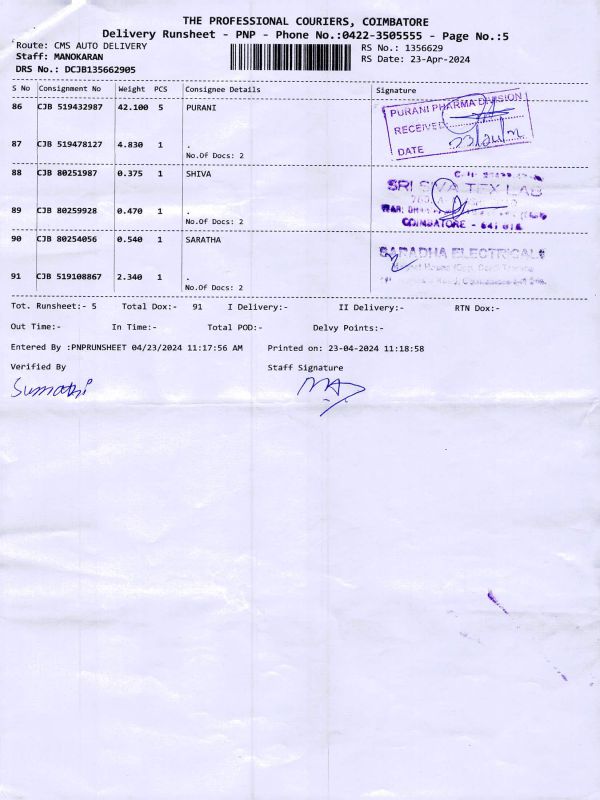 THE PROFESSIONAL COURIERS, COIMBATORE
Delivery Runsheet - PNP - Phone No.:0422-3505555 - Page No.:5
Route: CMS AUTO DELIVERY RS No.: 1356629
Staff: MANOKARAN RS Date: 23-Apr-2024
DRS No.: DCJB135662905
S No Consignment No Weight PCS Consignee Details Signature
86 CJB 519432987 42.100 5 PURANI
PURANI PHARMA DIVISION
RECEIVED
DATE
87 CJB 519478127 4.830 1 .
No.Of Docs: 2
88 CJB 80251987 0.375 1 SHIVA
SRI SIVA TEX LAB
89 CJB 80259928 0.470 1 .
No.Of Docs: 2
COIMBATORE - 641
90 CJB 80254056 0.540 1 SARATHA
SARADHA ELECTRICALS
91 CJB 519108867 2.340 1 .
No.Of Docs: 2
Tot. Runsheet:- 5 Total Dox:- 91 I Delivery:- II Delivery:- RTN Dox:-
Out Time:- In Time:- Total POD:- Delvy Points:-
Entered By :PNPRUNSHEET 04/23/2024 11:17:56 AM Printed on: 23-04-2024 11:18:58
Verified By Staff Signature
Sumathi